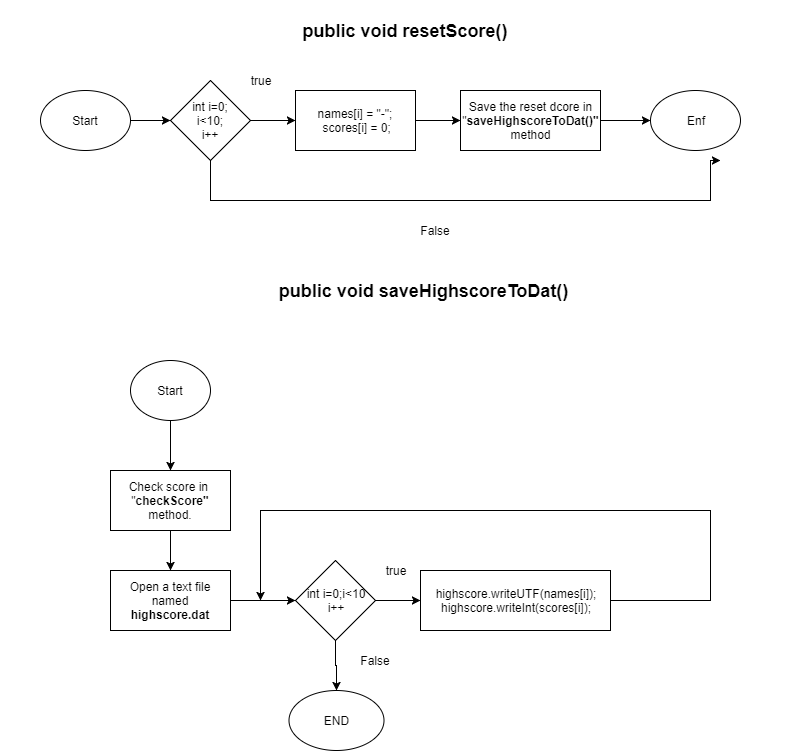 public void resetScore()
true
Start
int i=0;
i<10;
i++
names[i] = "-";
scores[i] = 0;
Save the reset dcore in
"saveHighscoreToDat()"
method
Enf
False
public void saveHighscoreToDat()
Start
Check score in
"checkScore"
method.
Open a text file
named
highscore.dat
int i=0;i<10
i++
true
highscore.writeUTF(names[i]);
highscore.writeInt(scores[i]);
False
END